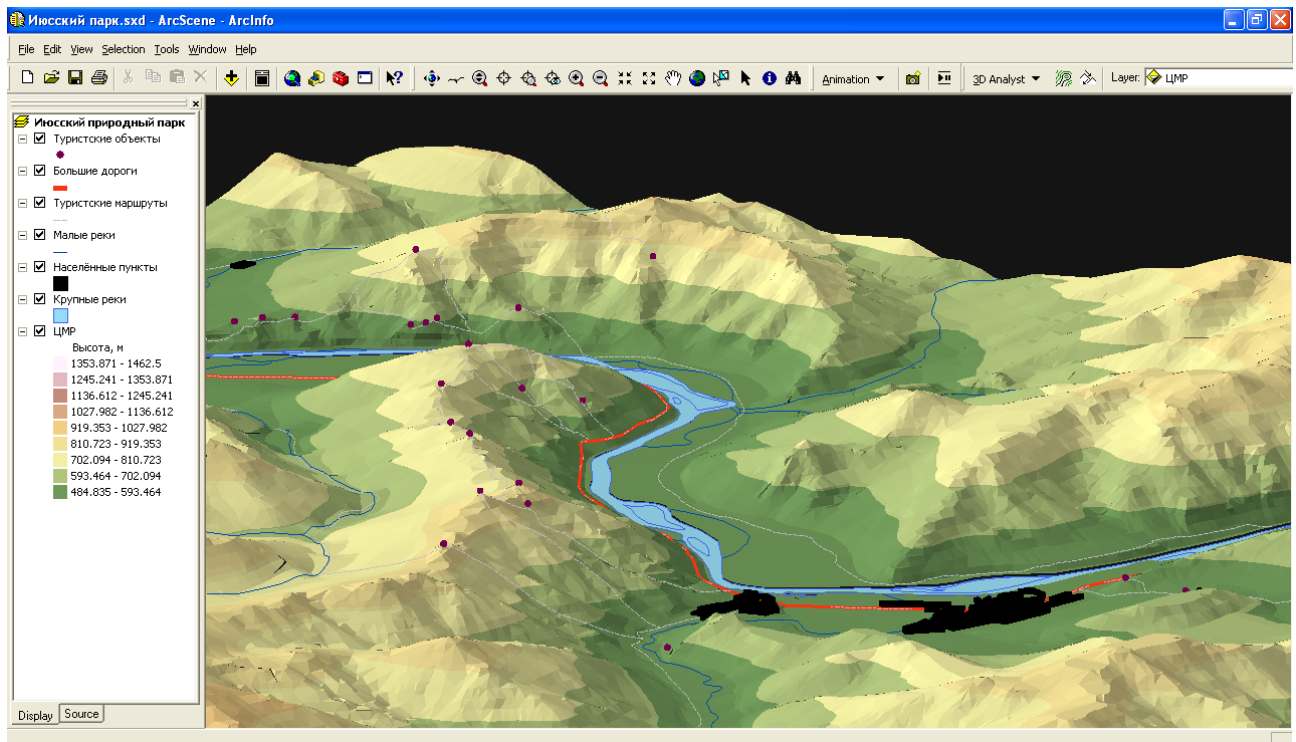 Июсский парк.sxd - ArcScene - ArcInfo
File Edit View Selection Tools Window Help
Animation 3D Analyst Layer: ЦМР
Июсский природный парк
Туристские объекты
Большие дороги
Туристские маршруты
Малые реки
Населённые пункты
Крупные реки
ЦМР
Высота, м
1353.871 - 1462.5
1245.241 - 1353.871
1136.612 - 1245.241
1027.982 - 1136.612
919.353 - 1027.982
810.723 - 919.353
702.094 - 810.723
593.464 - 702.094
484.835 - 593.464
Display Source